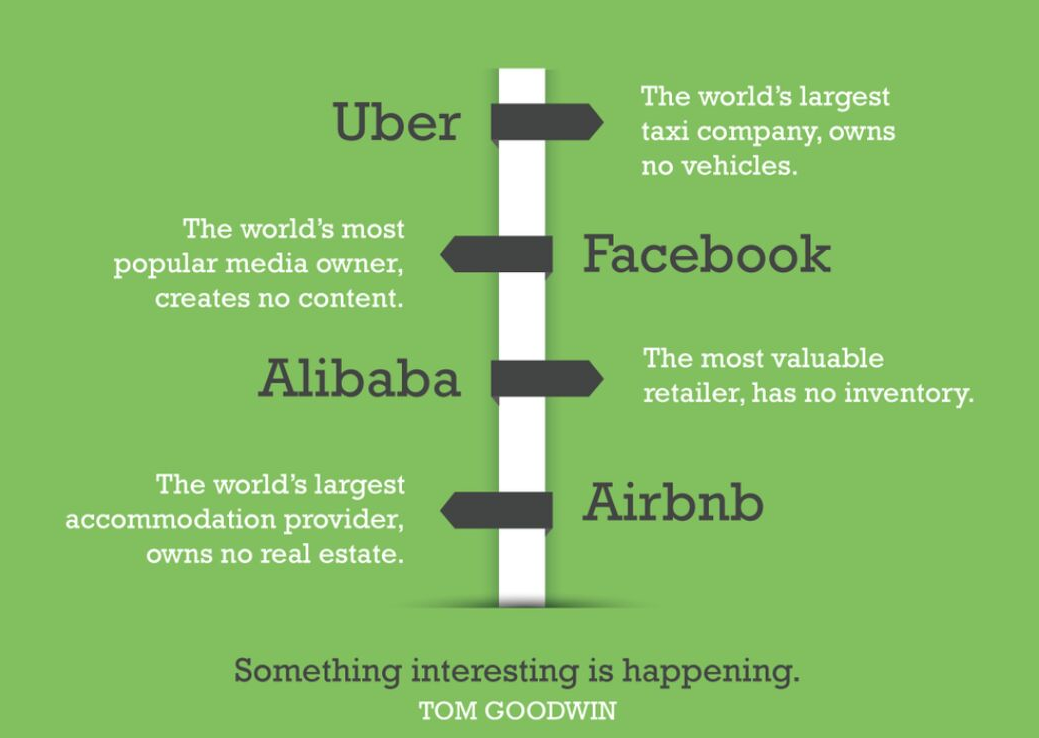 Uber
The world's largest
taxi company, owns
no vehicles.
The world's most
popular media owner,
creates no content.
Facebook
Alibaba
The most valuable
retailer, has no inventory.
The world's largest
accommodation provider,
owns no real estate.
Airbnb
Something interesting is happening.
TOM GOODWIN